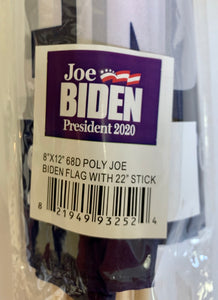 Joe
BIDEN
President 2020
8"X12" 68D POLY JOE
BIDEN FLAG WITH 22" STICK
8 21949 93252 4